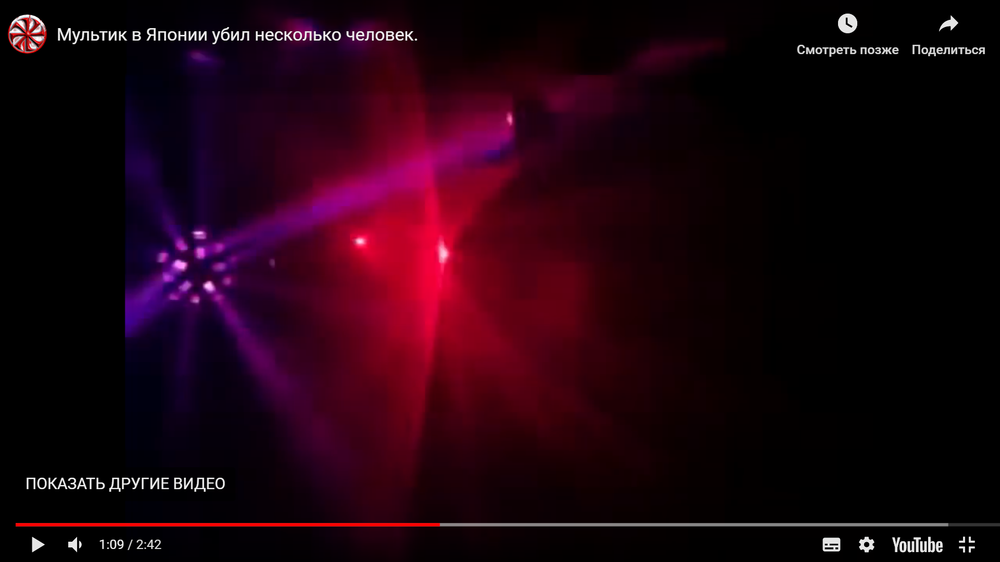 Мультик в Японии убил несколько человек.
Смотреть позже
Поделиться
ПОКАЗАТЬ ДРУГИЕ ВИДЕО
1:09 / 2:42
YouTube